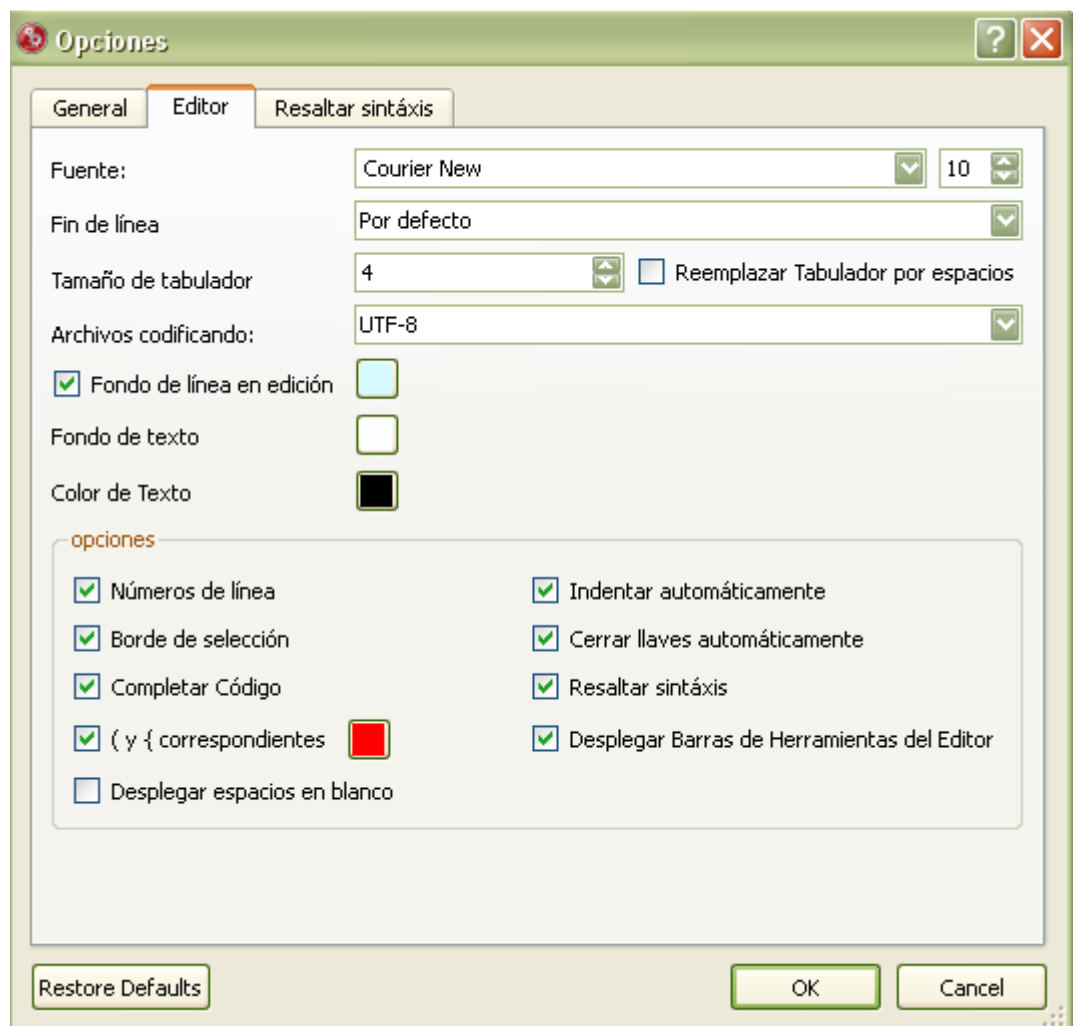 Opciones
General Editor Resaltar sintáxis
Fuente: Courier New 10
Fin de línea Por defecto
Tamaño de tabulador 4 Reemplazar Tabulador por espacios
Archivos codificando: UTF-8
Fondo de línea en edición
Fondo de texto
Color de Texto
opciones
Números de línea Indentar automáticamente
Borde de selección Cerrar llaves automáticamente
Completar Código Resaltar sintáxis
( y { correspondientes Desplegar Barras de Herramientas del Editor
Desplegar espacios en blanco
Restore Defaults OK Cancel